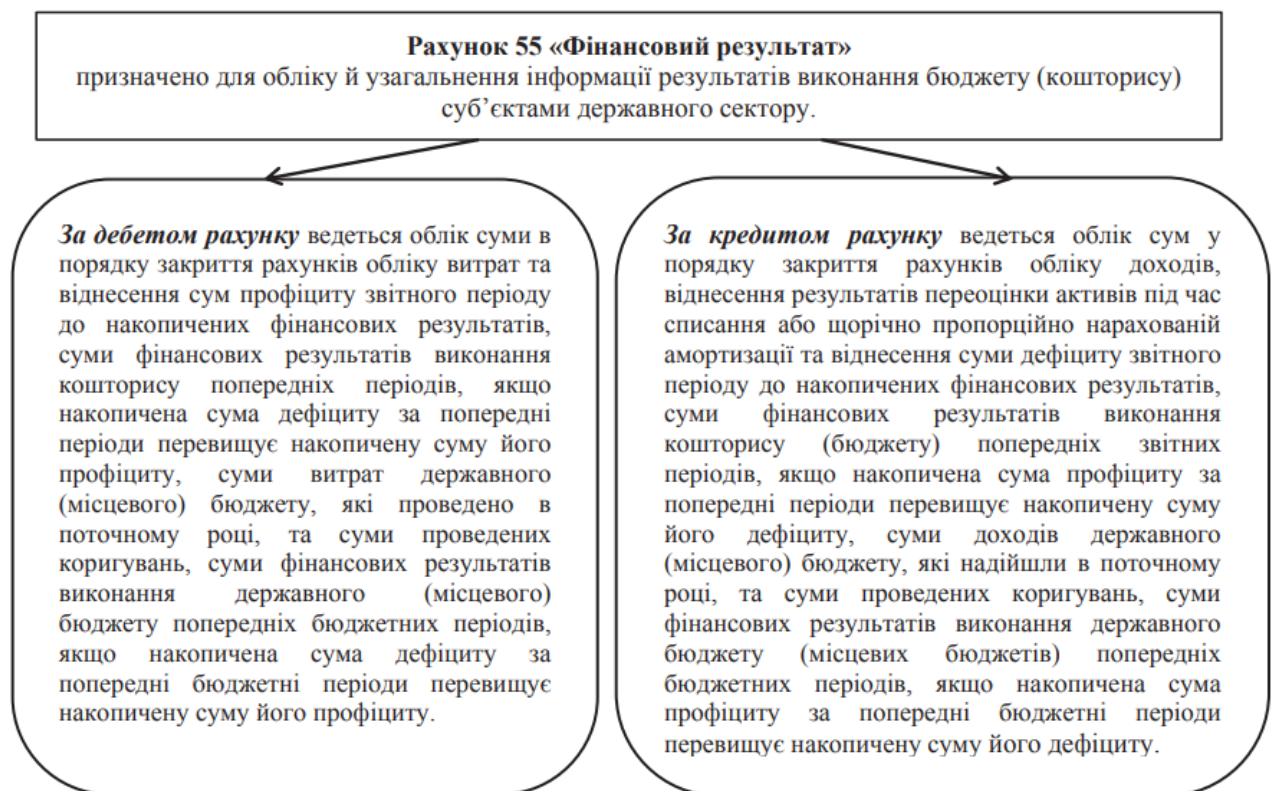 Рахунок 55 «Фінансовий результат»
призначено для обліку й узагальнення інформації результатів виконання бюджету (кошторису)
суб’єктами державного сектору.
За дебетом рахунку ведеться облік суми в
порядку закриття рахунків обліку витрат та
віднесення сум профіциту звітного періоду
до накопичених фінансових результатів,
суми фінансових результатів виконання
кошторису попередніх періодів, якщо
накопичена сума дефіциту за попередні
періоди перевищує накопичену суму його
профіциту, суми витрат державного
(місцевого) бюджету, які проведено в
поточному році, та суми проведених
коригувань, суми фінансових результатів
виконання державного (місцевого)
бюджету попередніх бюджетних періодів,
якщо накопичена сума дефіциту за
попередні бюджетні періоди перевищує
накопичену суму його профіциту.
За кредитом рахунку ведеться облік сум у
порядку закриття рахунків обліку доходів,
віднесення результатів переоцінки активів під час
списання або щорічно пропорційно нарахованій
амортизації та віднесення суми дефіциту звітного
періоду до накопичених фінансових результатів,
суми фінансових результатів виконання
кошторису (бюджету) попередніх звітних
періодів, якщо накопичена сума профіциту за
попередні періоди перевищує накопичену суму
його дефіциту, суми доходів державного
(місцевого) бюджету, які надійшли в поточному
році, та суми проведених коригувань, суми
фінансових результатів виконання державного
бюджету (місцевих бюджетів) попередніх
бюджетних періодів, якщо накопичена сума
профіциту за попередні бюджетні періоди
перевищує накопичену суму його дефіциту.